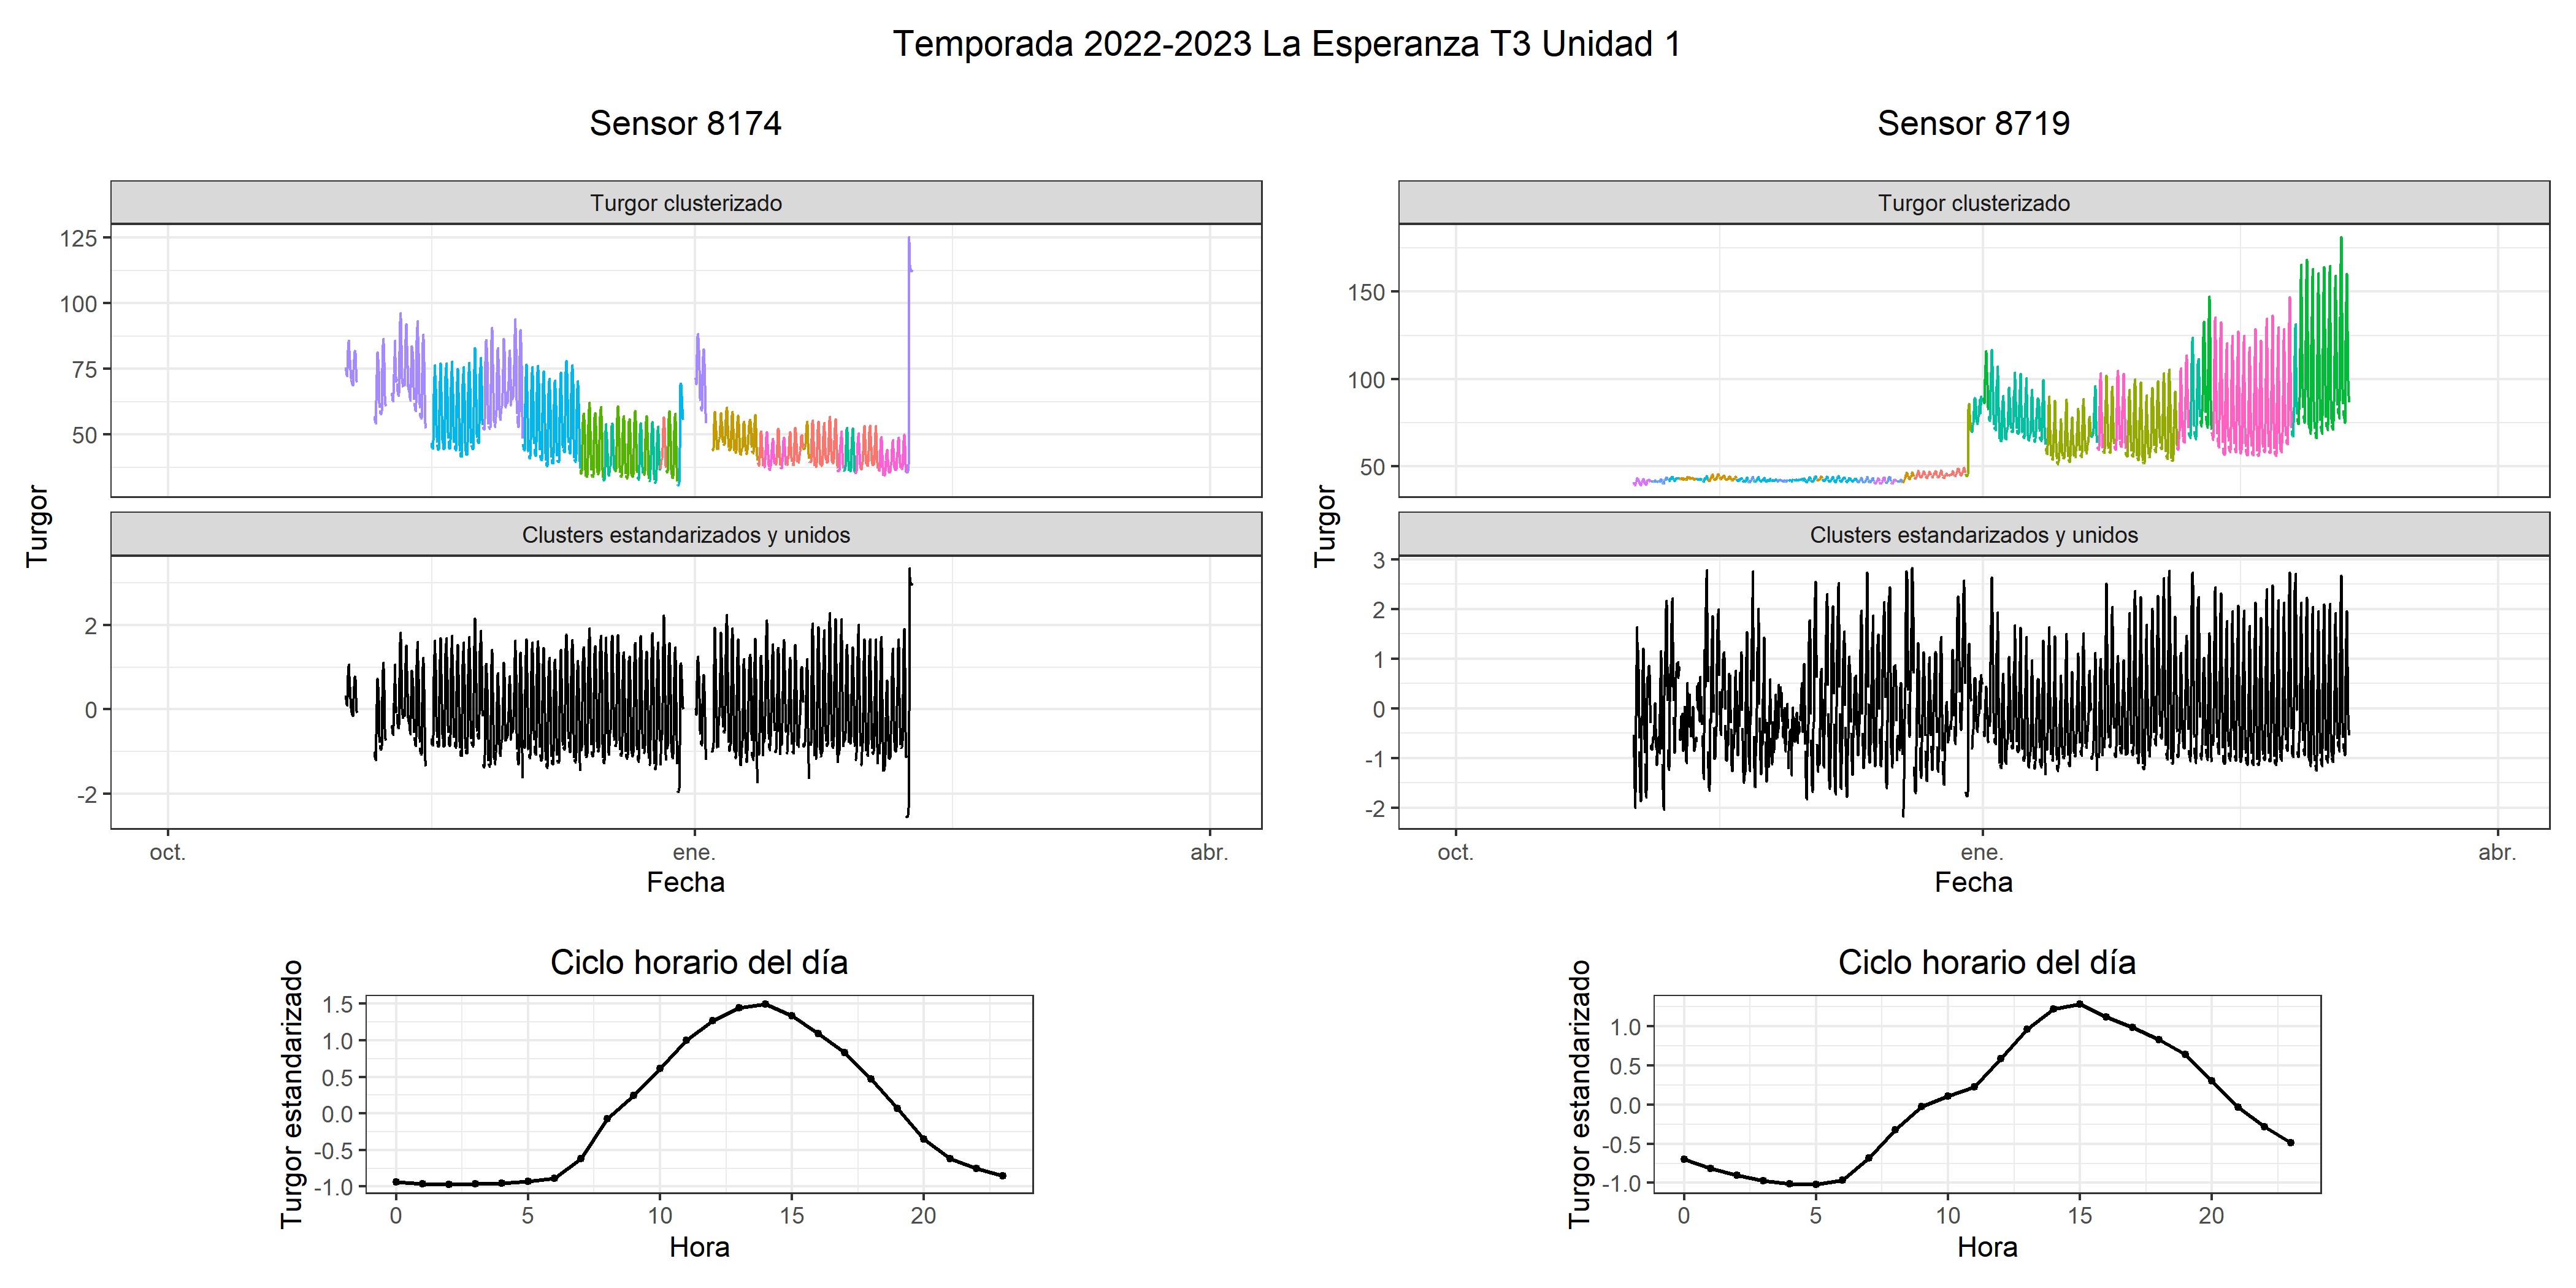 Temporada 2022-2023 La Esperanza T3 Unidad 1
Sensor 8174
Turgor clusterizado
125
100
75
50
Turgor
Clusters estandarizados y unidos
2
0
-2
oct.
ene.
abr.
Fecha
Ciclo horario del día
Turgor estandarizado
1.5
1.0
0.5
0.0
-0.5
-1.0
0
5
10
15
20
Hora
Sensor 8719
Turgor clusterizado
150
100
50
Turgor
Clusters estandarizados y unidos
3
2
1
0
-1
-2
oct.
ene.
abr.
Fecha
Ciclo horario del día
Turgor estandarizado
1.0
0.5
0.0
-0.5
-1.0
0
5
10
15
20
Hora